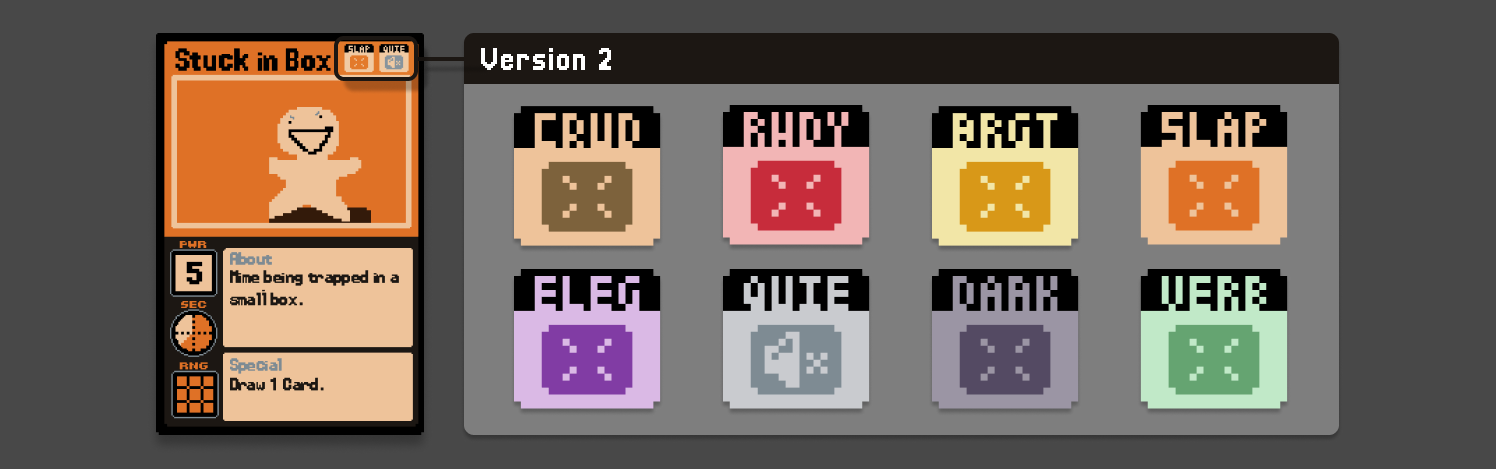 Stuck in Box
SLAP QUIE
PWR
5
About
Mime being trapped in a
small box.
SEC
RNG
Special
Draw 1 Card.
Version 2
CRUD RWDY BRGT SLAP
ELEG QUIE DARK VERB